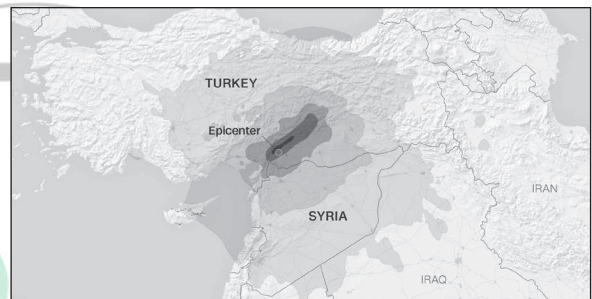 TURKEY
Epicenter
SYRIA
IRAN
IRAQ